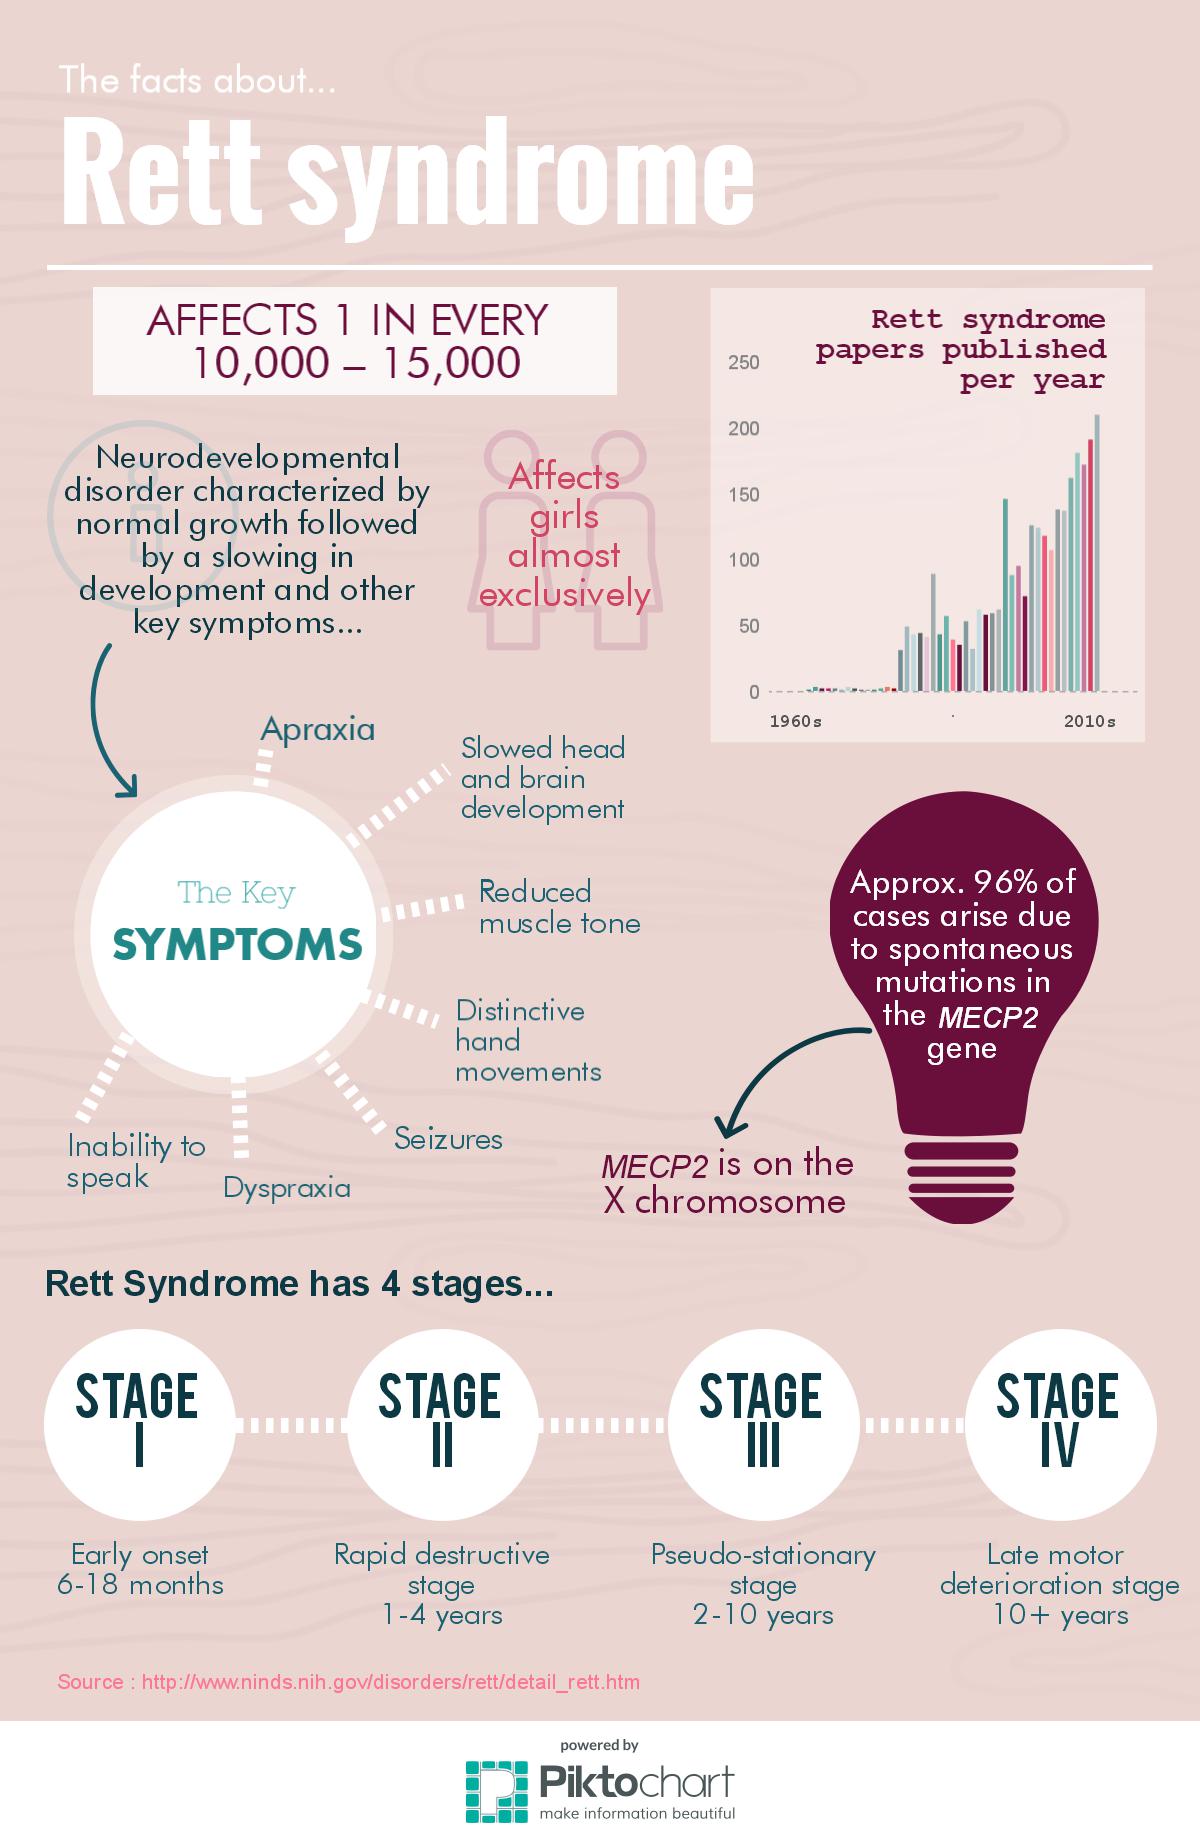 The facts about...
Rett syndrome
AFFECTS 1 IN EVERY
10,000 – 15,000
Neurodevelopmental
disorder characterized by
normal growth followed
by a slowing in
development and other
key symptoms...
Affects
girls
almost
exclusively
Rett syndrome
papers published
per year
250
200
150
100
50
0
1960s
2010s
The Key
SYMPTOMS
Apraxia
Slowed head
and brain
development
Reduced
muscle tone
Distinctive
hand
movements
Seizures
Dyspraxia
Inability to
speak
Approx. 96% of
cases arise due
to spontaneous
mutations in
the MECP2
gene
MECP2 is on the
X chromosome
Rett Syndrome has 4 stages...
STAGE
I
Early onset
6-18 months
STAGE
II
Rapid destructive
stage
1-4 years
STAGE
III
Pseudo-stationary
stage
2-10 years
STAGE
IV
Late motor
deterioration stage
10+ years
Source : http://www.ninds.nih.gov/disorders/rett/detail_rett.htm
powered by
Piktochart
make information beautiful